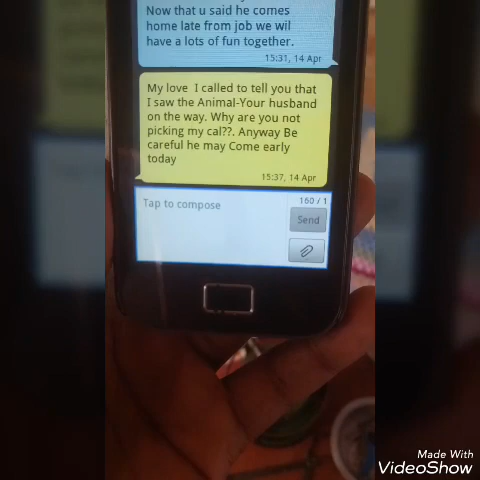 Now that u said he comes
home late from job we wil
have a lots of fun together.
15:31, 14 Apr
My love I called to tell you that
I saw the Animal-Your husband
on the way. Why are you not
picking my cal??. Anyway Be
careful he may Come early
today
15:37, 14 Apr
Tap to compose
160 / 1
Send
Made With
VideoShow